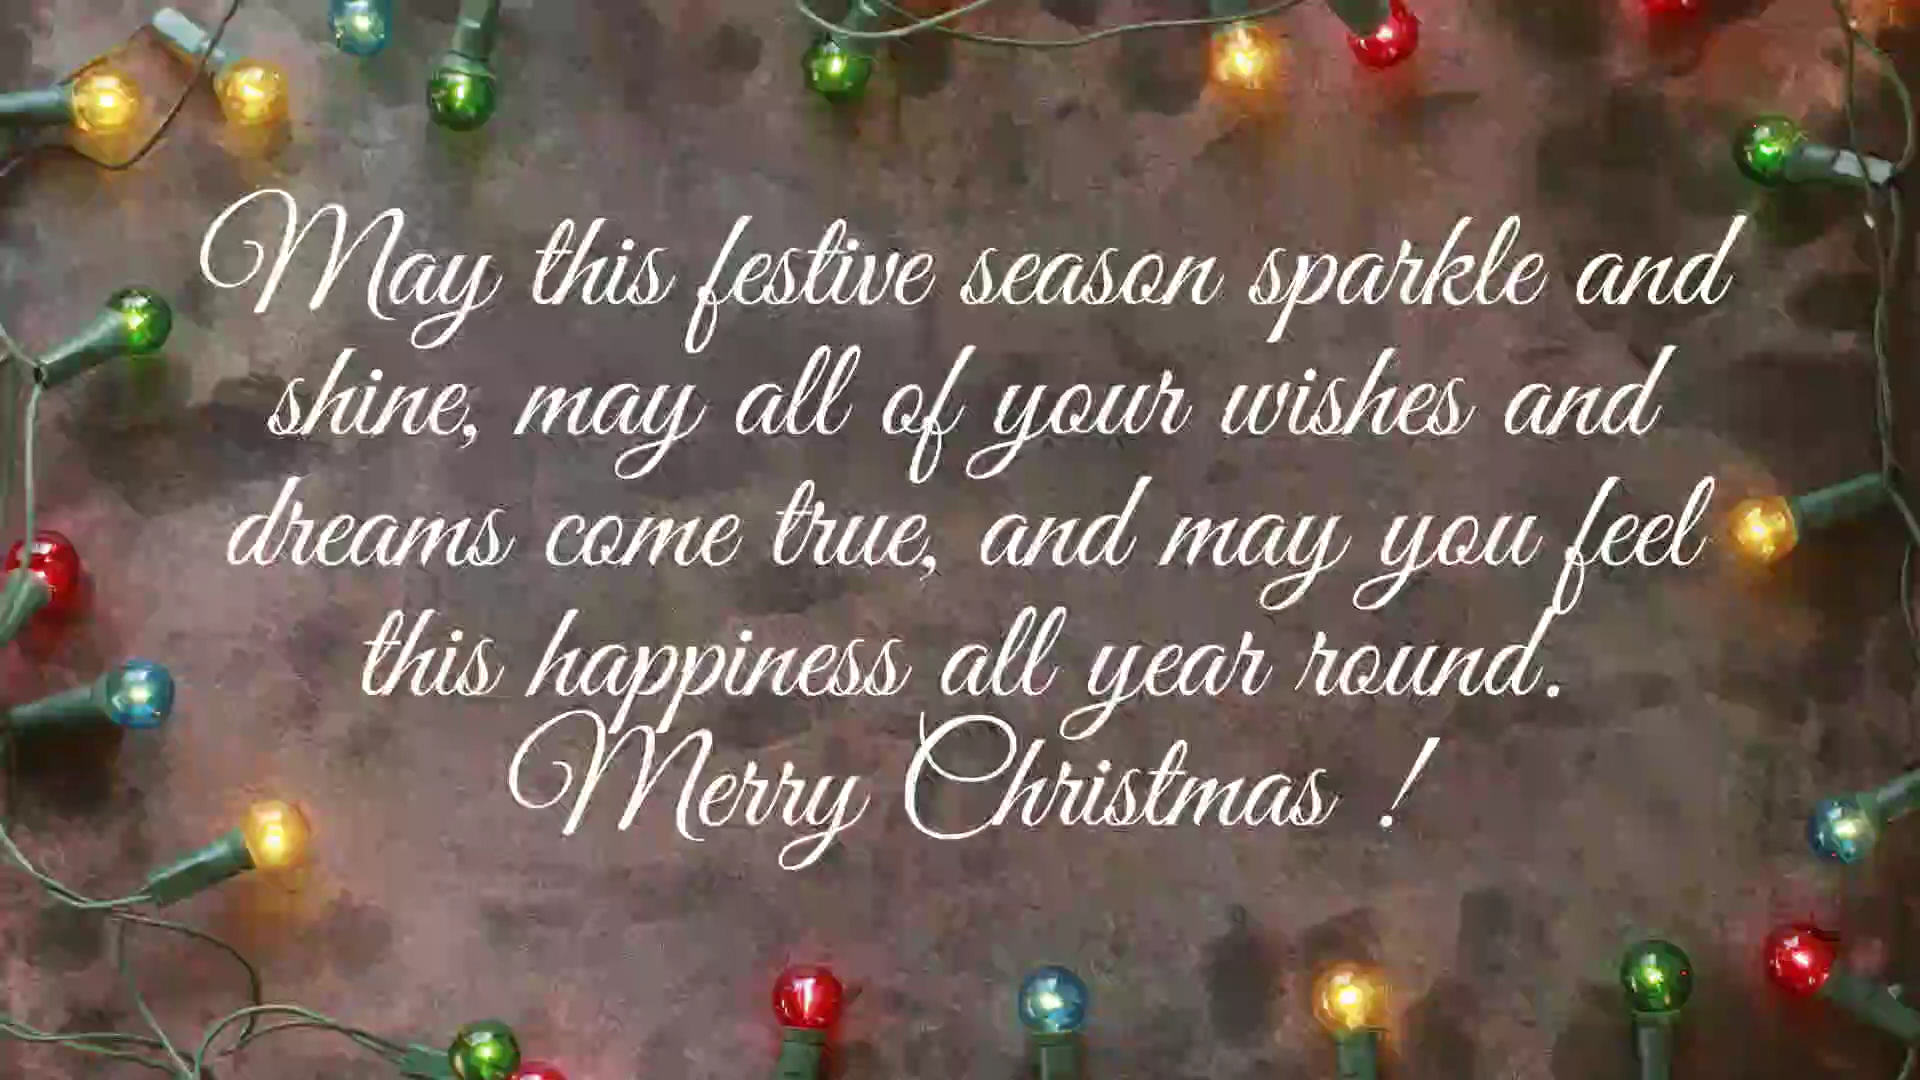 May this festive season sparkle and
shine, may all of your wishes and
dreams come true, and may you feel
this happiness all year round.
Merry Christmas !